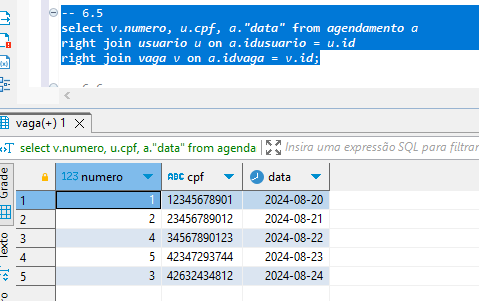 -- 6.5
select v.numero, u.cpf, a."data" from agendamento a
right join usuario u on a.idusuario = u.id
right join vaga v on a.idvaga = v.id;
vaga(+) 1
select v.numero, u.cpf, a."data" from agenda
Insira uma expressão SQL para filtrar
Grade
Texto
123 numero ABC cpf data
1 1 12345678901 2024-08-20
2 2 23456789012 2024-08-21
3 4 34567890123 2024-08-22
4 5 42347293744 2024-08-23
5 3 42632434812 2024-08-24